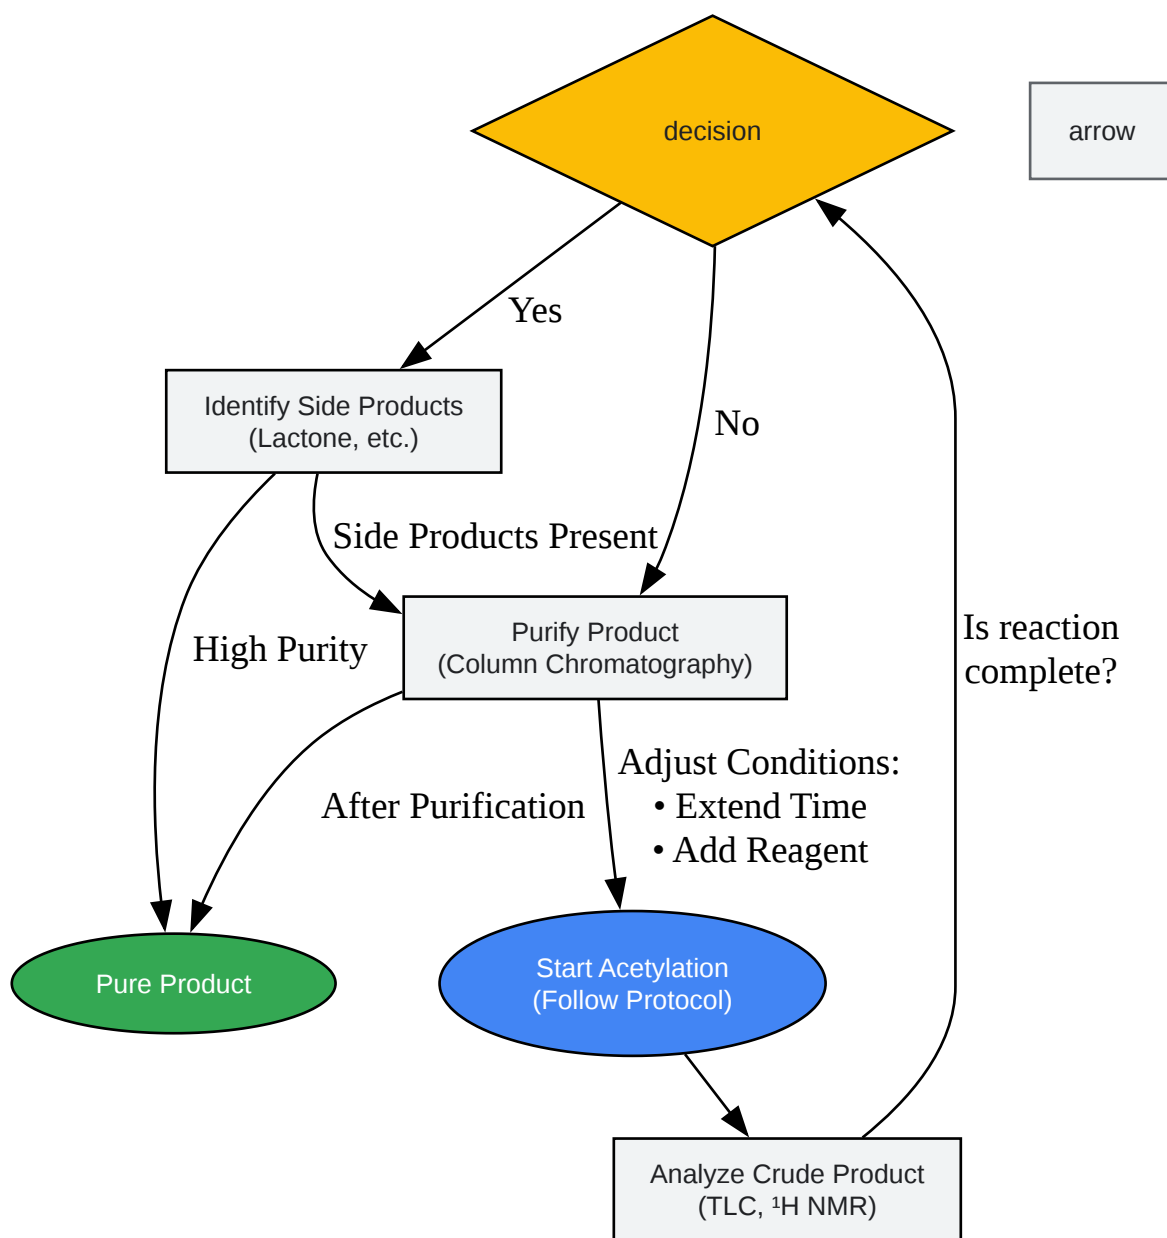 decision
arrow
Yes
Identify Side Products
(Lactone, etc.)
No
Side Products Present
Purify Product
(Column Chromatography)
High Purity
Is reaction
complete?
Adjust Conditions:
• Extend Time
• Add Reagent
After Purification
Pure Product
Start Acetylation
(Follow Protocol)
Analyze Crude Product
(TLC, ¹H NMR)